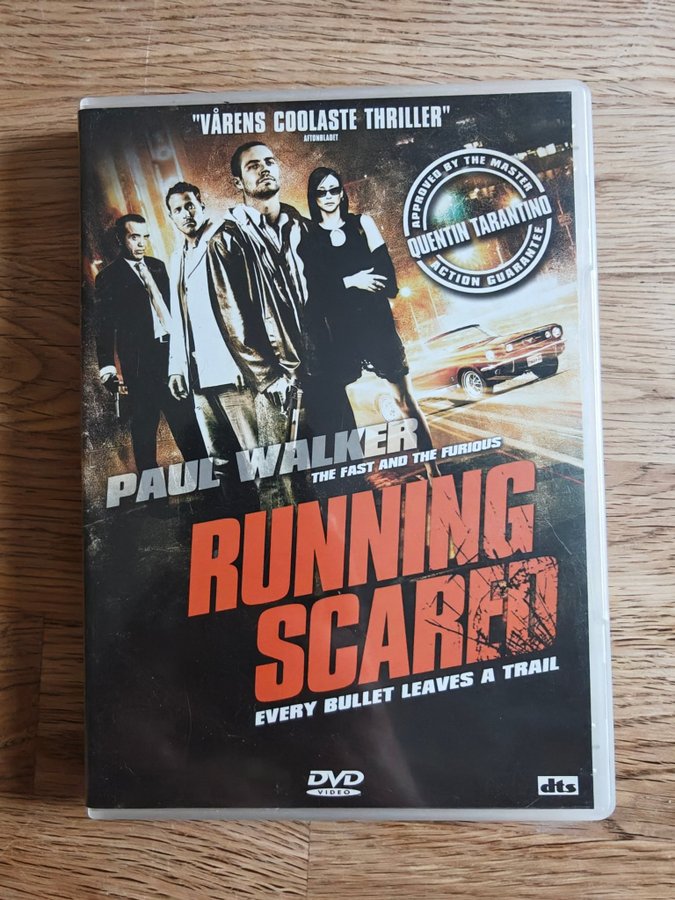 "VÅRENS COOLASTE THRILLER"
AFTONBLADET
APPROVED BY THE MASTER
QUENTIN TARANTINO
ACTION GUARANTEE
PAUL WALKER
THE FAST AND THE FURIOUS
RUNNING
SCARED
EVERY BULLET LEAVES A TRAIL
DVD
VIDEO
dts